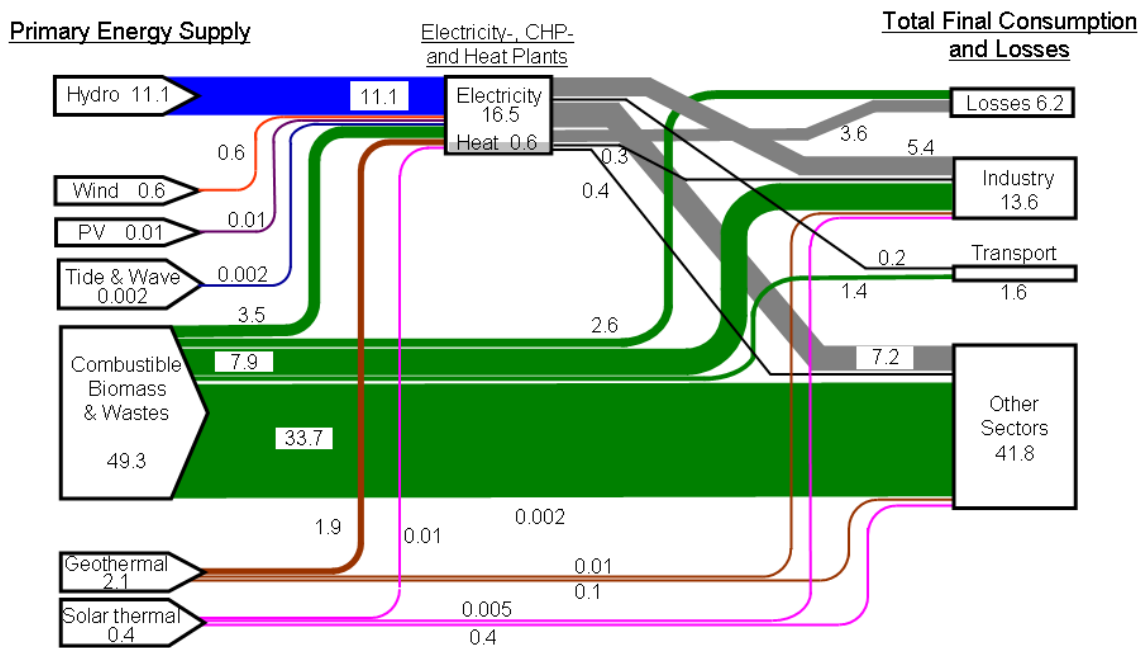 Primary Energy Supply
Electricity-, CHP-
and Heat Plants
Total Final Consumption
and Losses
Hydro 11.1
11.1
Electricity
16.5
Heat 0.6
Losses 6.2
3.6
5.4
0.6
0.3
0.4
Industry
13.6
Wind 0.6
PV 0.01
0.01
Tide & Wave
0.002
0.002
0.2
Transport
1.4
1.6
3.5
2.6
7.9
7.2
Combustible
Biomass
& Wastes
49.3
33.7
Other
Sectors
41.8
0.002
1.9
0.01
Geothermal
2.1
0.01
0.1
Solar thermal
0.4
0.005
0.4